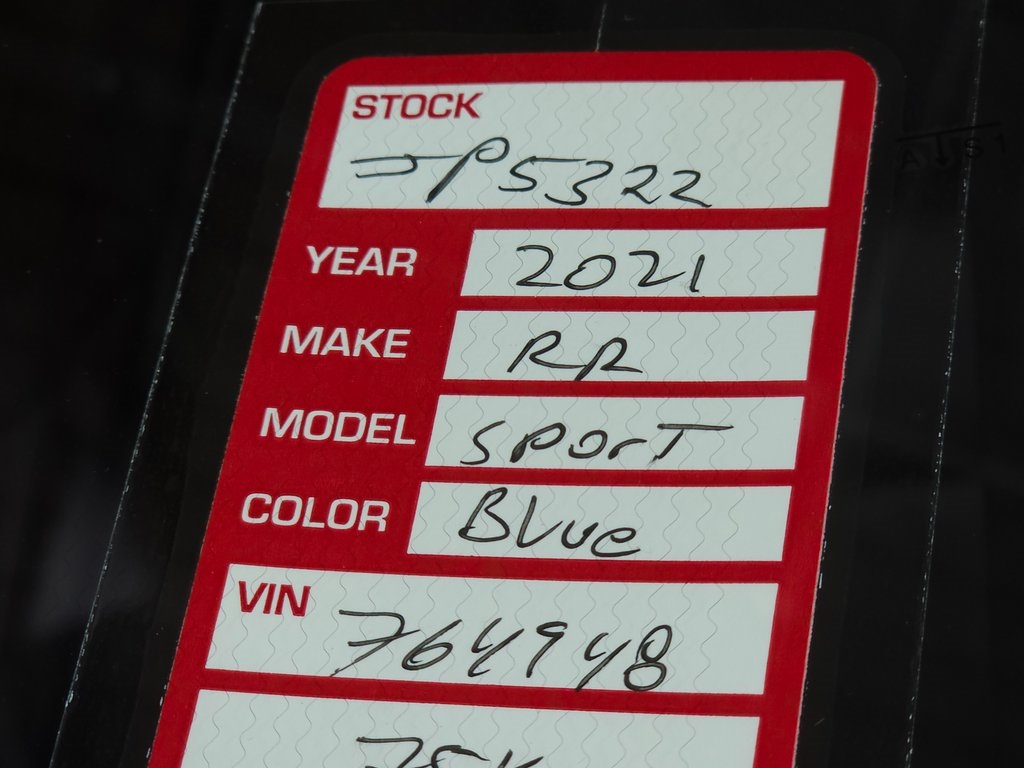 STOCK
JP5322
YEAR 2021
MAKE RR
MODEL SPORT
COLOR BLUE
VIN
764948